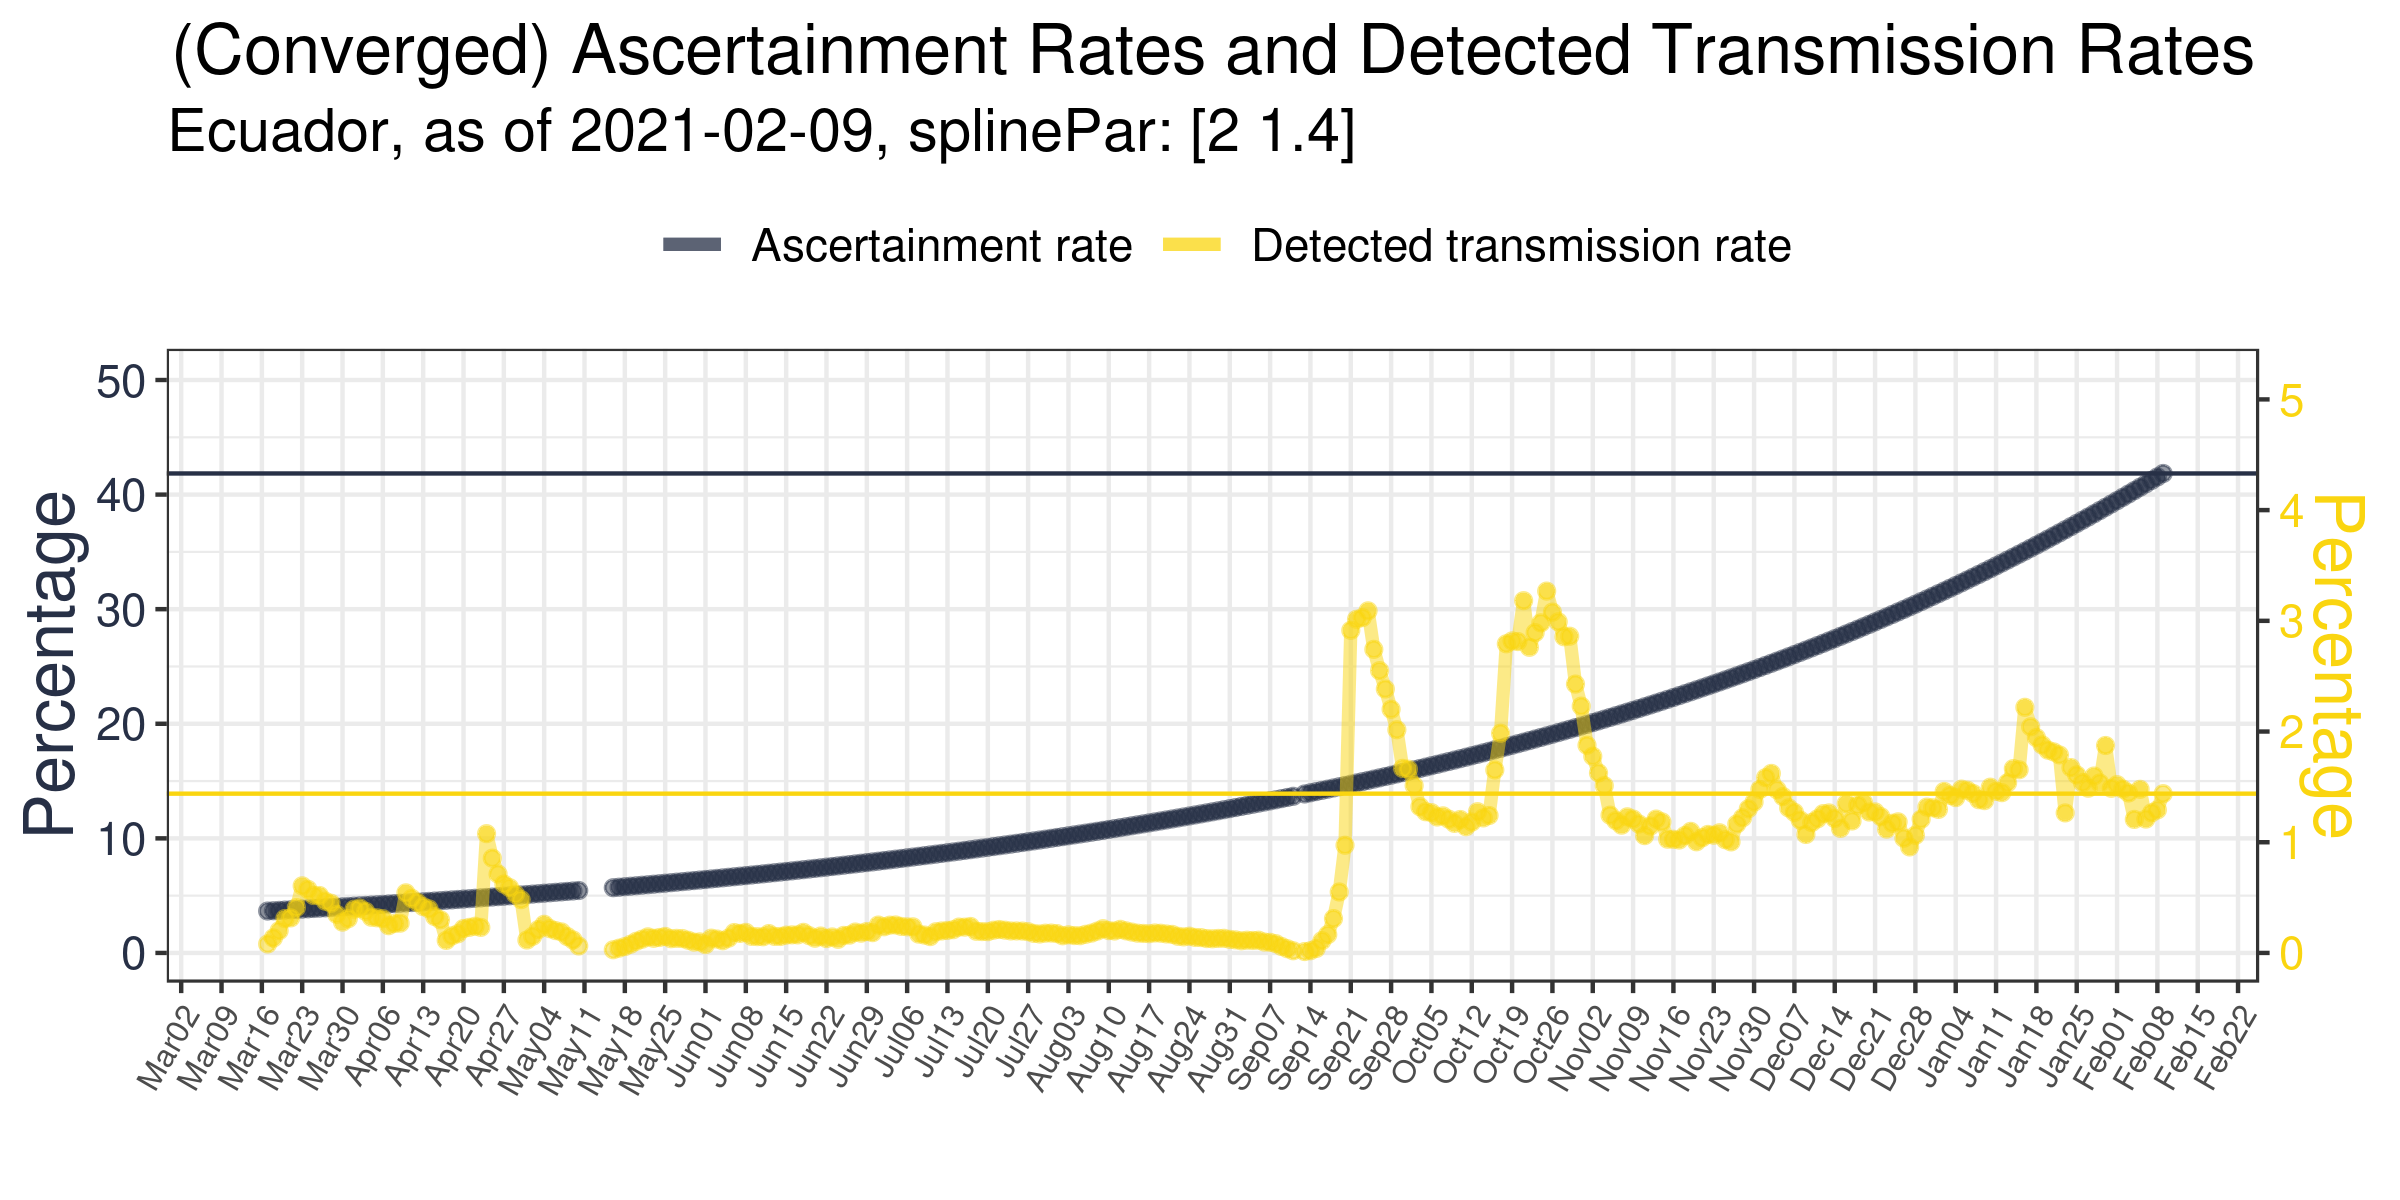 (Converged) Ascertainment Rates and Detected Transmission Rates
Ecuador, as of 2021-02-09, splinePar: [2 1.4]
Ascertainment rate
Detected transmission rate
Percentage
50
40
30
20
10
0
5
4
3
2
1
0
Percentage
Mar02
Mar09
Mar16
Mar23
Mar30
Apr06
Apr13
Apr20
Apr27
May04
May11
May18
May25
Jun01
Jun08
Jun15
Jun22
Jun29
Jul06
Jul13
Jul20
Jul27
Aug03
Aug10
Aug17
Aug24
Aug31
Sep07
Sep14
Sep21
Sep28
Oct05
Oct12
Oct19
Oct26
Nov02
Nov09
Nov16
Nov23
Nov30
Dec07
Dec14
Dec21
Dec28
Jan04
Jan11
Jan18
Jan25
Feb01
Feb08
Feb15
Feb22